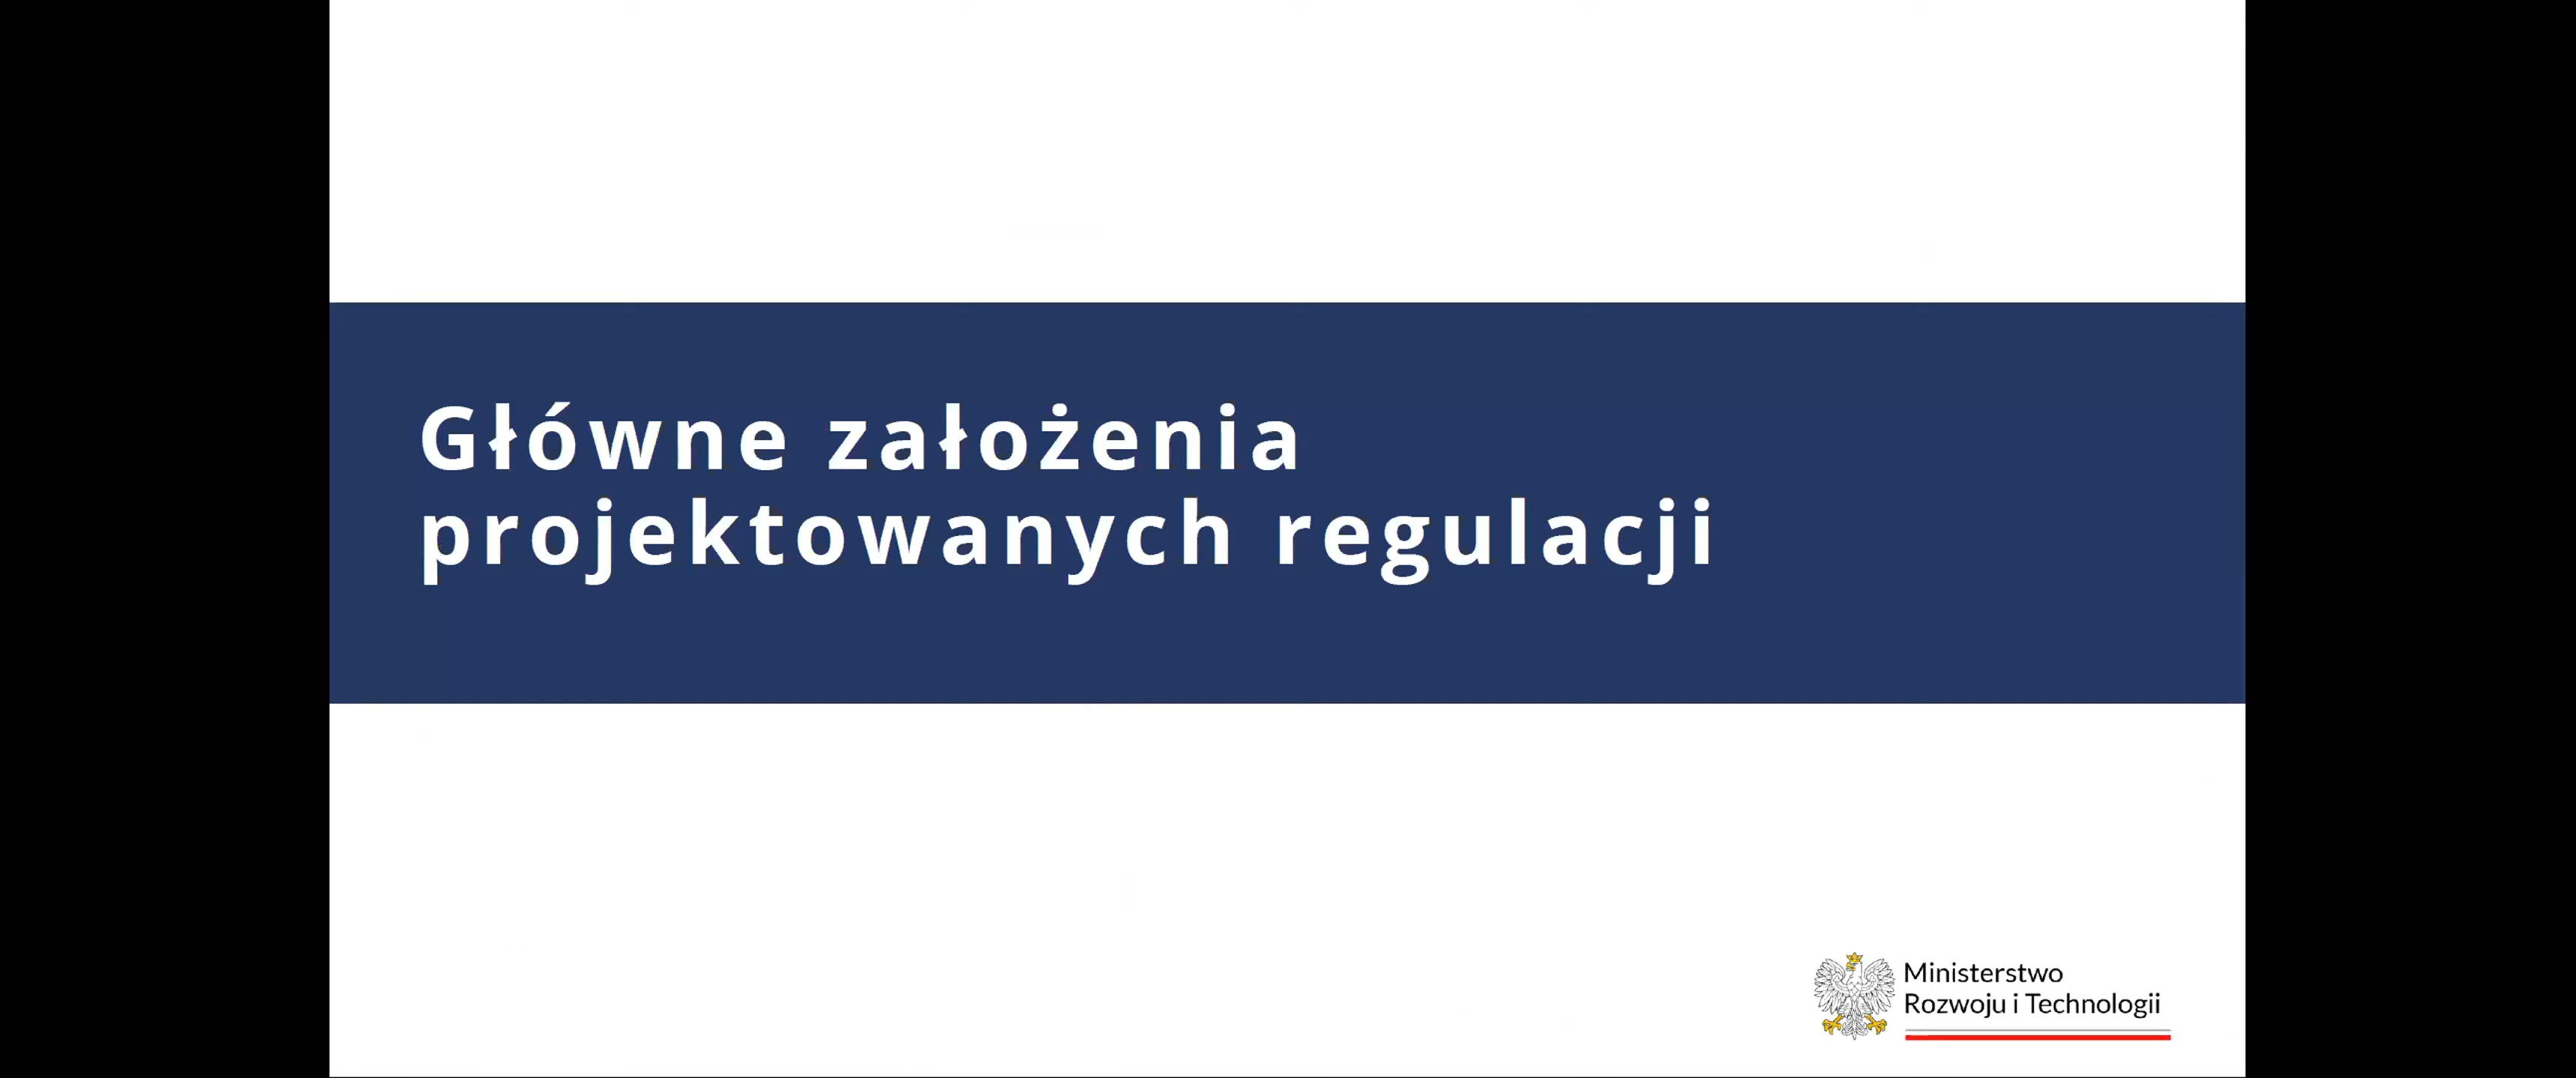 Główne założenia
projektowanych regulacji
Ministerstwo
Rozwoju i Technologii